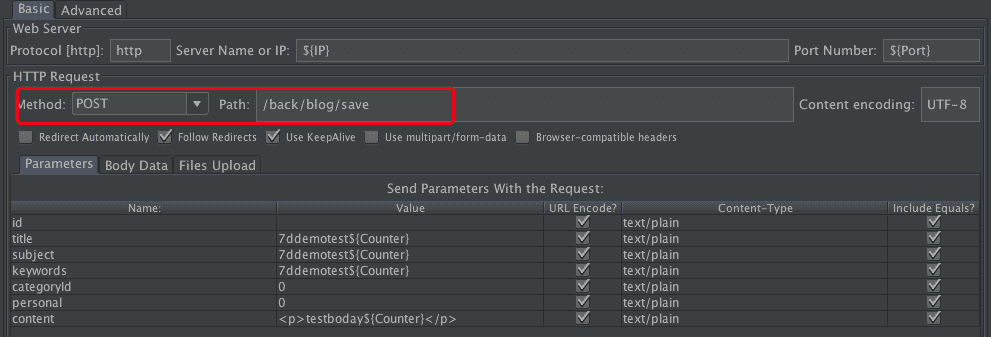 Basic Advanced
Web Server
Protocol [http]: http Server Name or IP: ${IP} Port Number: ${Port}
HTTP Request
Method: POST Path: /back/blog/save Content encoding: UTF-8
Redirect Automatically Follow Redirects Use KeepAlive Use multipart/form-data Browser-compatible headers
Parameters Body Data Files Upload
Send Parameters With the Request:
Name: Value URL Encode? Content-Type Include Equals?
id text/plain
title 7ddemotest${Counter} text/plain
subject 7ddemotest${Counter} text/plain
keywords 7ddemotest${Counter} text/plain
categoryId 0 text/plain
personal 0 text/plain
content <p>testboday${Counter}</p> text/plain